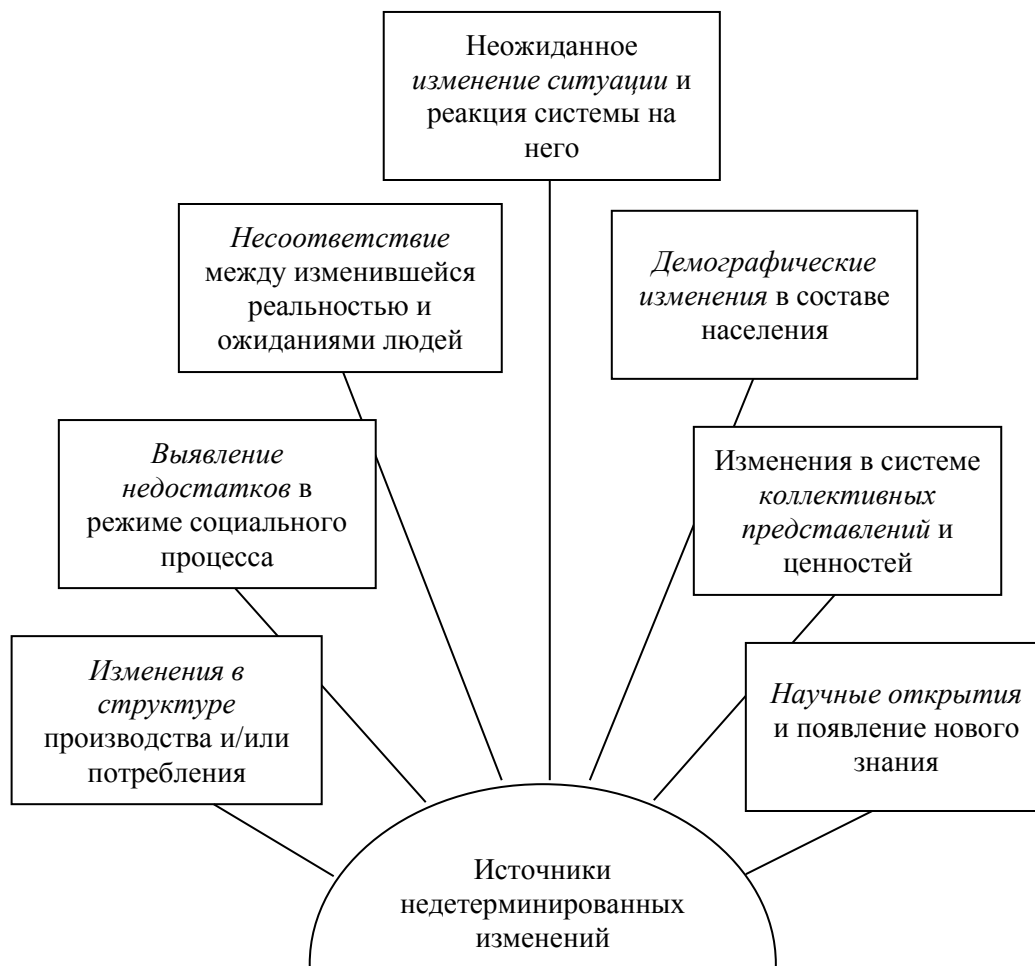 Неожиданное
изменение ситуации и
реакция системы на
него
Несоответствие
между изменившейся
реальностью и
ожиданиями людей
Демографические
изменения в составе
населения
Выявление
недостатков в
режиме социального
процесса
Изменения в системе
коллективных
представлений и
ценностей
Изменения в
структуре
производства и/или
потребления
Научные открытия
и появление нового
знания
Источники
недетерминированных
изменений